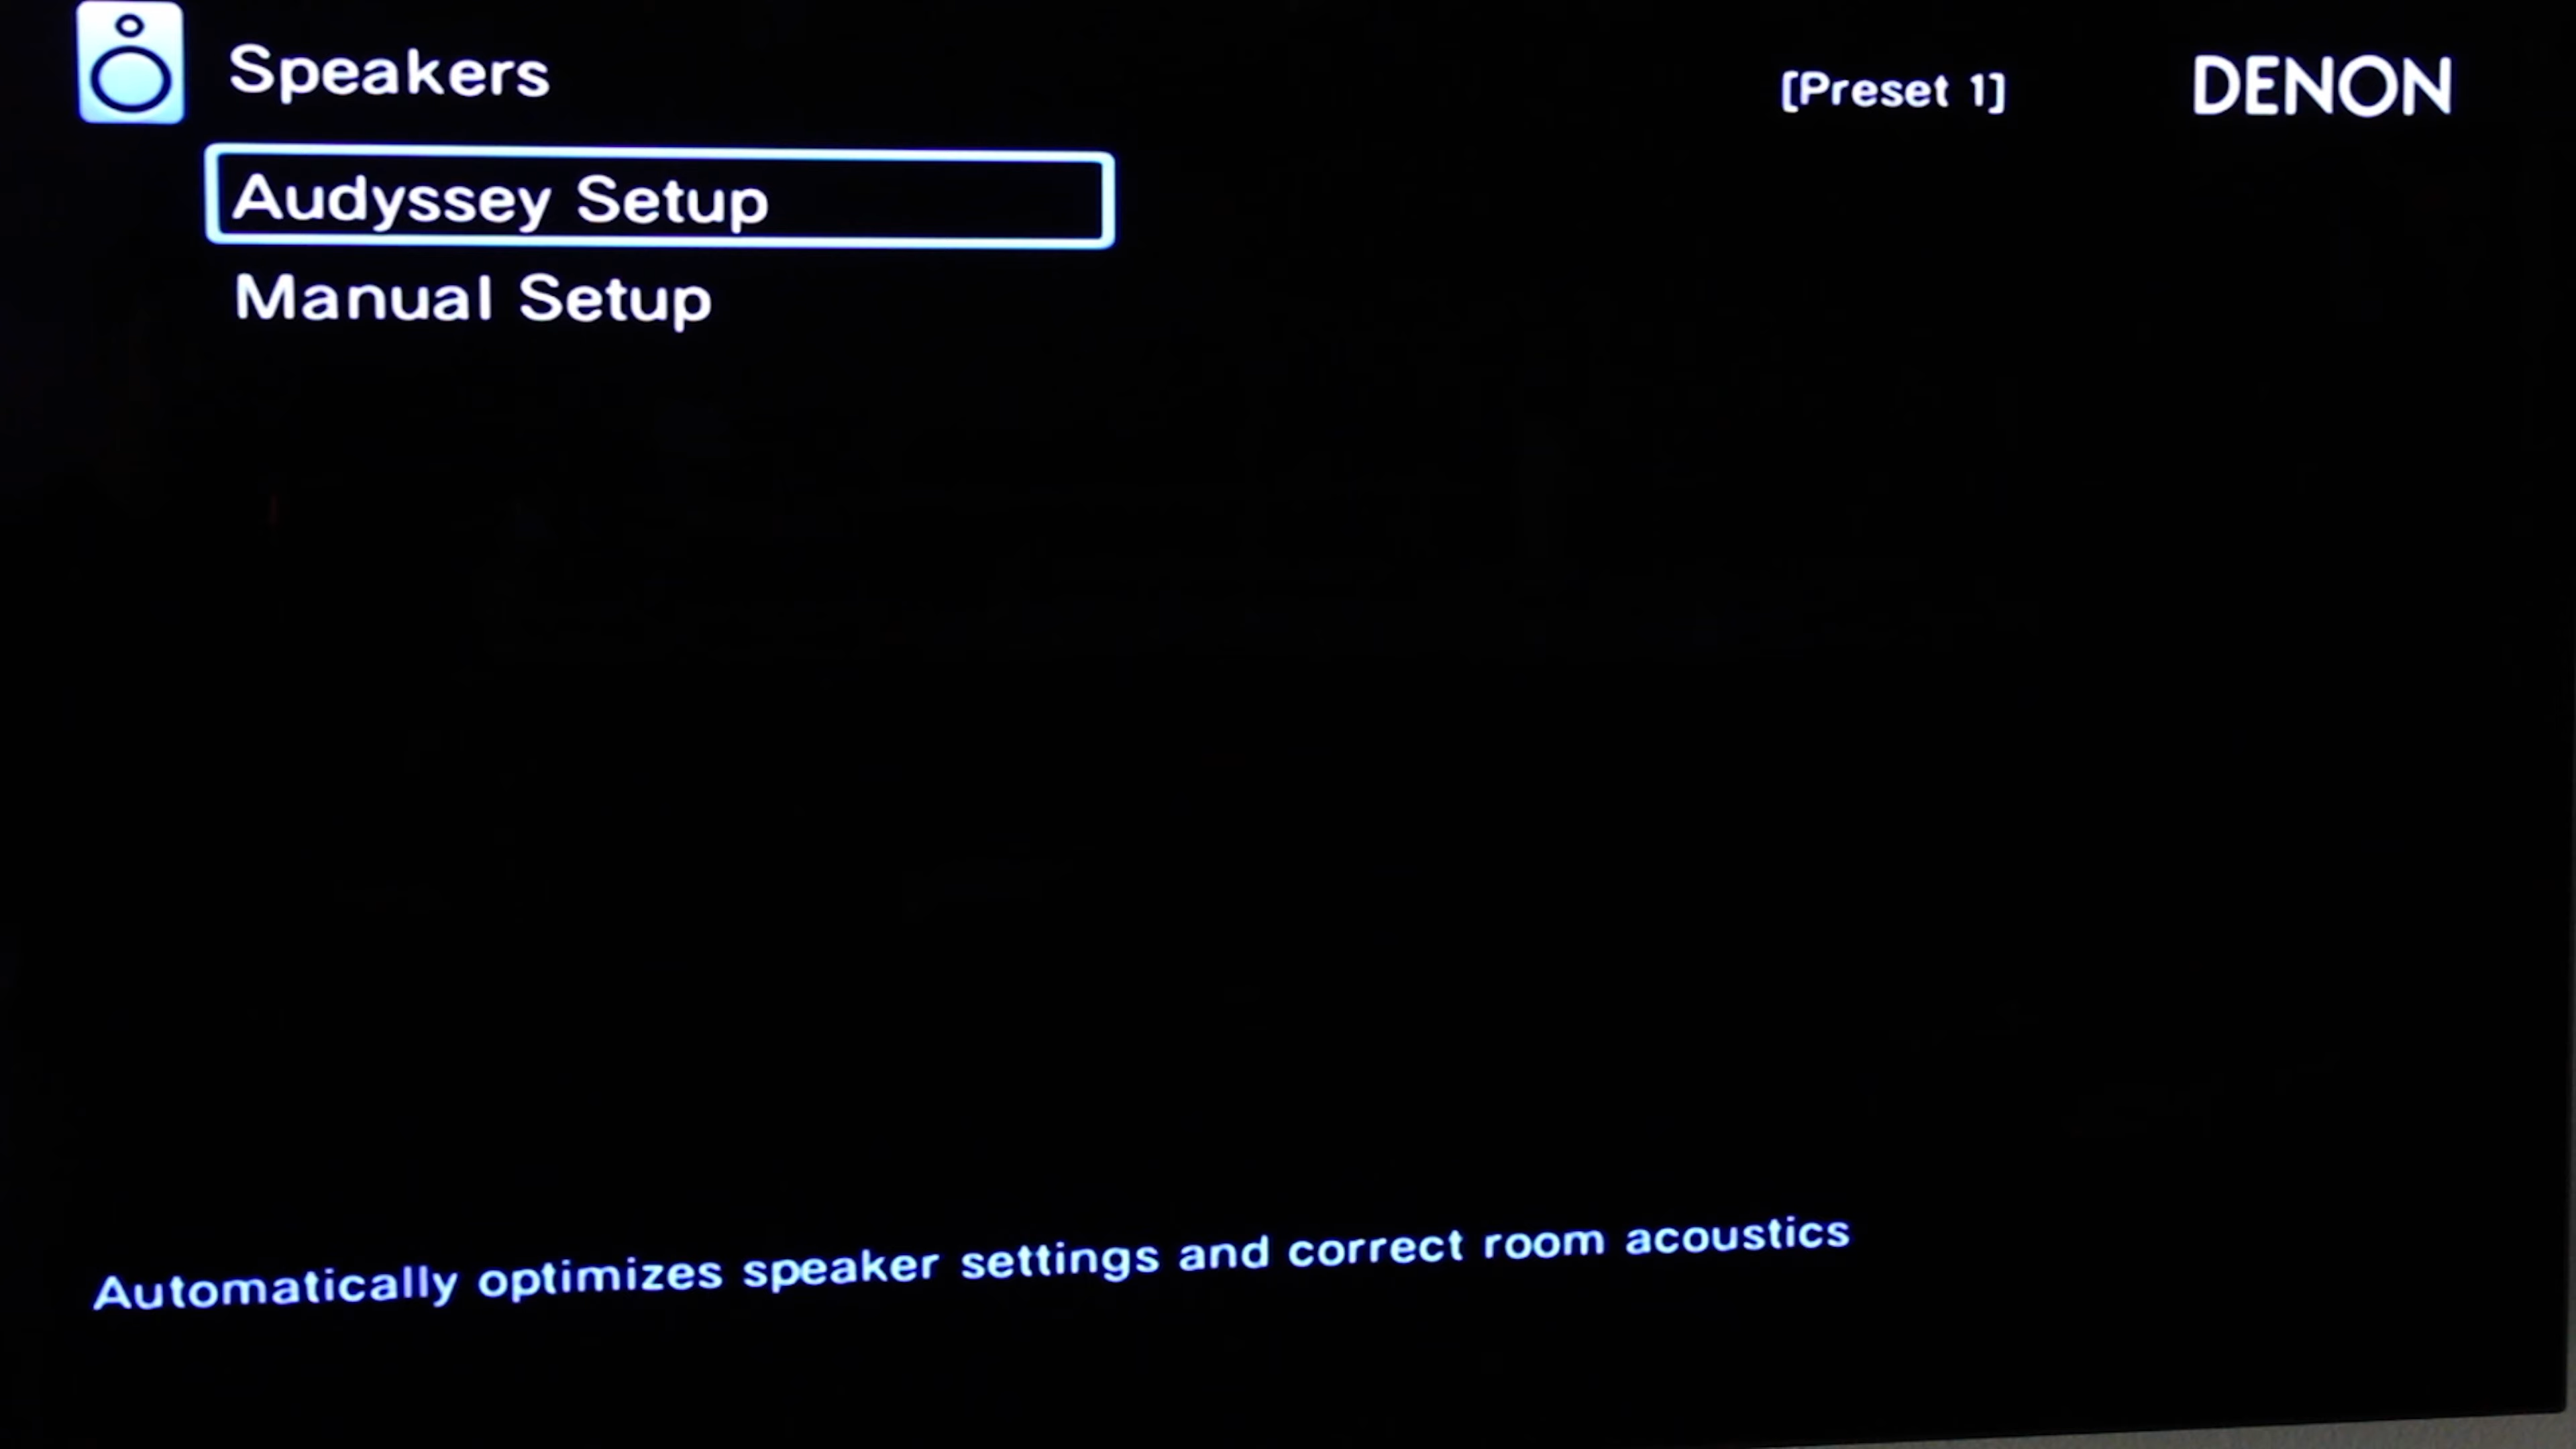 Speakers
[Preset 1]
DENON
Audyssey Setup
Manual Setup
Automatically optimizes speaker settings and correct room acoustics